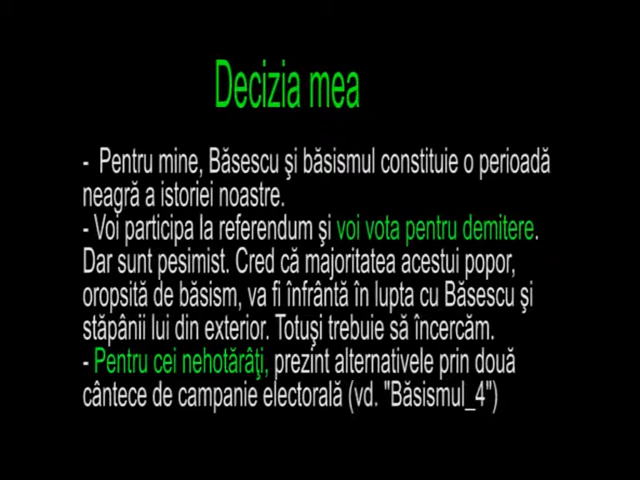 Decizia mea
-  Pentru mine, Băsescu şi băsismul constituie o perioadă
neagră a istoriei noastre.
- Voi participa la referendum şi voi vota pentru demitere.
Dar sunt pesimist. Cred că majoritatea acestui popor,
oropsită de băsism, va fi înfrântă în lupta cu Băsescu şi
stăpânii lui din exterior. Totuşi trebuie să încercăm.
- Pentru cei nehotărâţi, prezint alternativele prin două
cântece de campanie electorală (vd. "Băsismul_4")